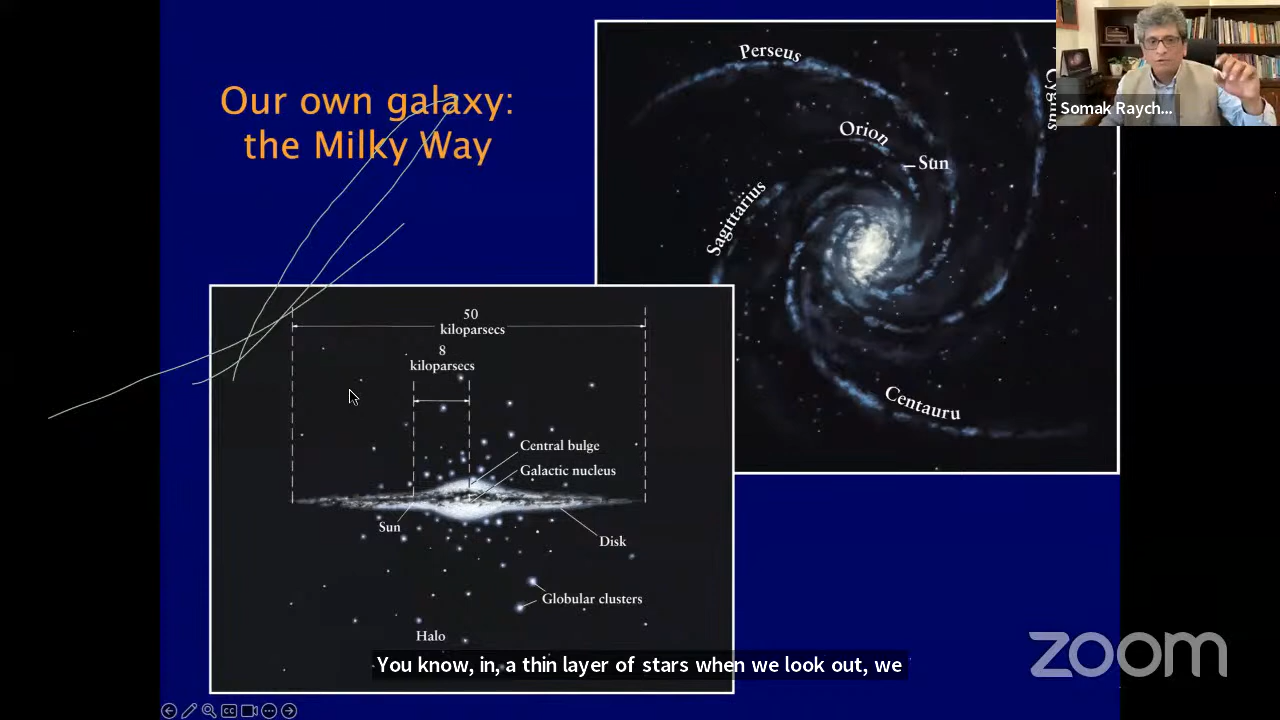 Our own galaxy:
the Milky Way
Perseus
Orion
Sun
Sagittarius
Cygnus
Centauru
50
kiloparsecs
8
kiloparsecs
Central bulge
Galactic nucleus
Sun
Disk
Globular clusters
Halo
Somak Raych...
You know, in, a thin layer of stars when we look out, we
zoom
CC